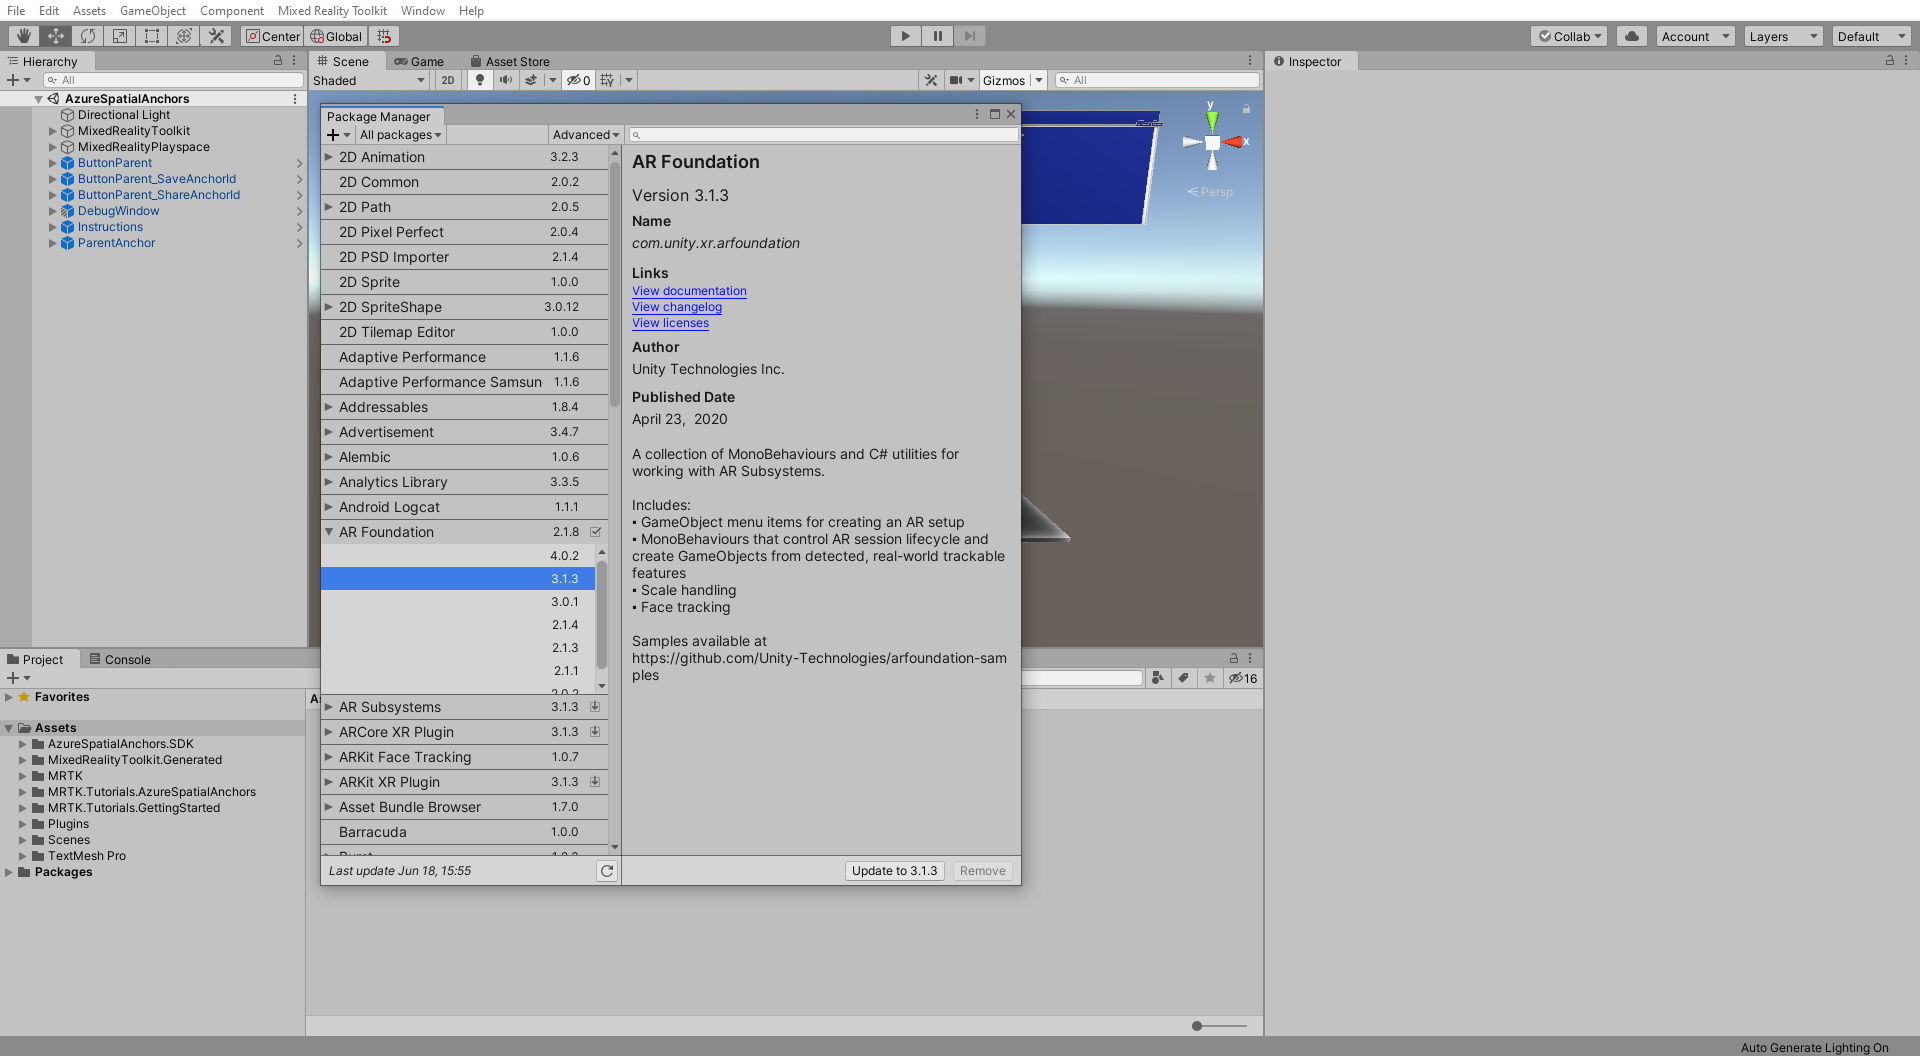 File Edit Assets GameObject Component Mixed Reality Toolkit Window Help
Center Global Collab Account Layers Default
Hierarchy Scene Game Asset Store Inspector
All Shaded 2D 0 Gizmos All
AzureSpatialAnchors
Directional Light
MixedRealityToolkit
MixedRealityPlayspace
ButtonParent
ButtonParent_SaveAnchorId
ButtonParent_ShareAnchorId
DebugWindow
Instructions
ParentAnchor
y
x
Persp
Package Manager
All packages Advanced
2D Animation 3.2.3
2D Common 2.0.2
2D Path 2.0.5
2D Pixel Perfect 2.0.4
2D PSD Importer 2.1.4
2D Sprite 1.0.0
2D SpriteShape 3.0.12
2D Tilemap Editor 1.0.0
Adaptive Performance 1.1.6
Adaptive Performance Samsun 1.1.6
Addressables 1.8.4
Advertisement 3.4.7
Alembic 1.0.6
Analytics Library 3.3.5
Android Logcat 1.1.1
AR Foundation 2.1.8
4.0.2
3.1.3
3.0.1
2.1.4
2.1.3
2.1.1
2.0.2
AR Subsystems 3.1.3
ARCore XR Plugin 3.1.3
ARKit Face Tracking 1.0.7
ARKit XR Plugin 3.1.3
Asset Bundle Browser 1.7.0
Barracuda 1.0.0
Last update Jun 18, 15:55
AR Foundation
Version 3.1.3
Name
com.unity.xr.arfoundation
Links
View documentation
View changelog
View licenses
Author
Unity Technologies Inc.
Published Date
April 23, 2020
A collection of MonoBehaviours and C# utilities for
working with AR Subsystems.
Includes:
▪ GameObject menu items for creating an AR setup
▪ MonoBehaviours that control AR session lifecycle and
create GameObjects from detected, real-world trackable
features
▪ Scale handling
▪ Face tracking
Samples available at
https://github.com/Unity-Technologies/arfoundation-sam
ples
Update to 3.1.3 Remove
Project Console
16
Favorites
Assets
AzureSpatialAnchors.SDK
MixedRealityToolkit.Generated
MRTK
MRTK.Tutorials.AzureSpatialAnchors
MRTK.Tutorials.GettingStarted
Plugins
Scenes
TextMesh Pro
Packages
Auto Generate Lighting On